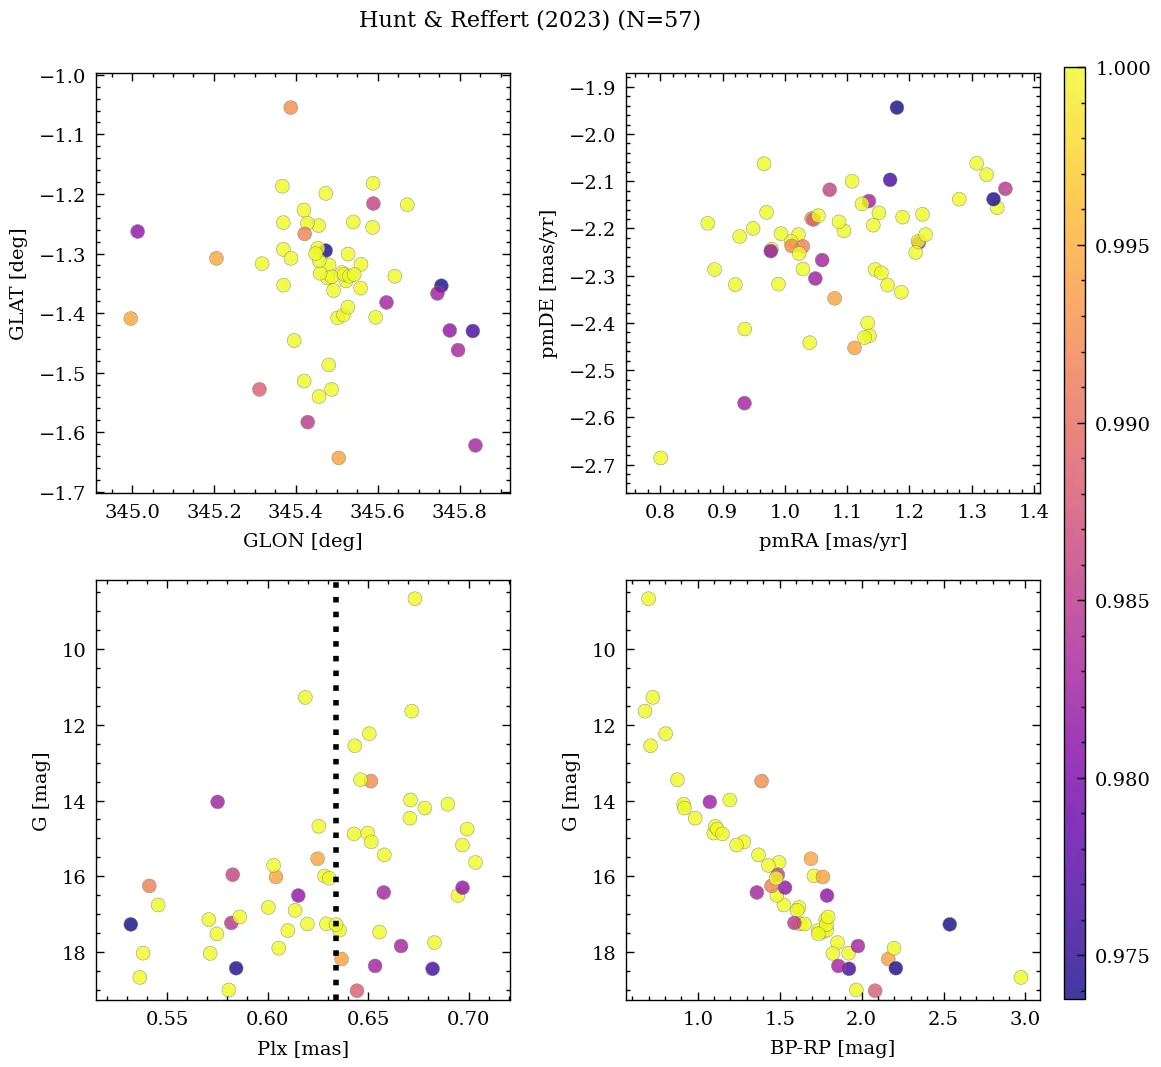 Hunt & Reffert (2023) (N=57)
−1.0
−1.1
−1.2
−1.3
−1.4
−1.5
−1.6
−1.7
GLAT [deg]
345.0 345.2 345.4 345.6 345.8
GLON [deg]
−1.9
−2.0
−2.1
−2.2
−2.3
−2.4
−2.5
−2.6
−2.7
pmDE [mas/yr]
0.8 0.9 1.0 1.1 1.2 1.3 1.4
pmRA [mas/yr]
10
12
14
16
18
G [mag]
0.55 0.60 0.65 0.70
Plx [mas]
10
12
14
16
18
G [mag]
1.0 1.5 2.0 2.5 3.0
BP-RP [mag]
1.000
0.995
0.990
0.985
0.980
0.975